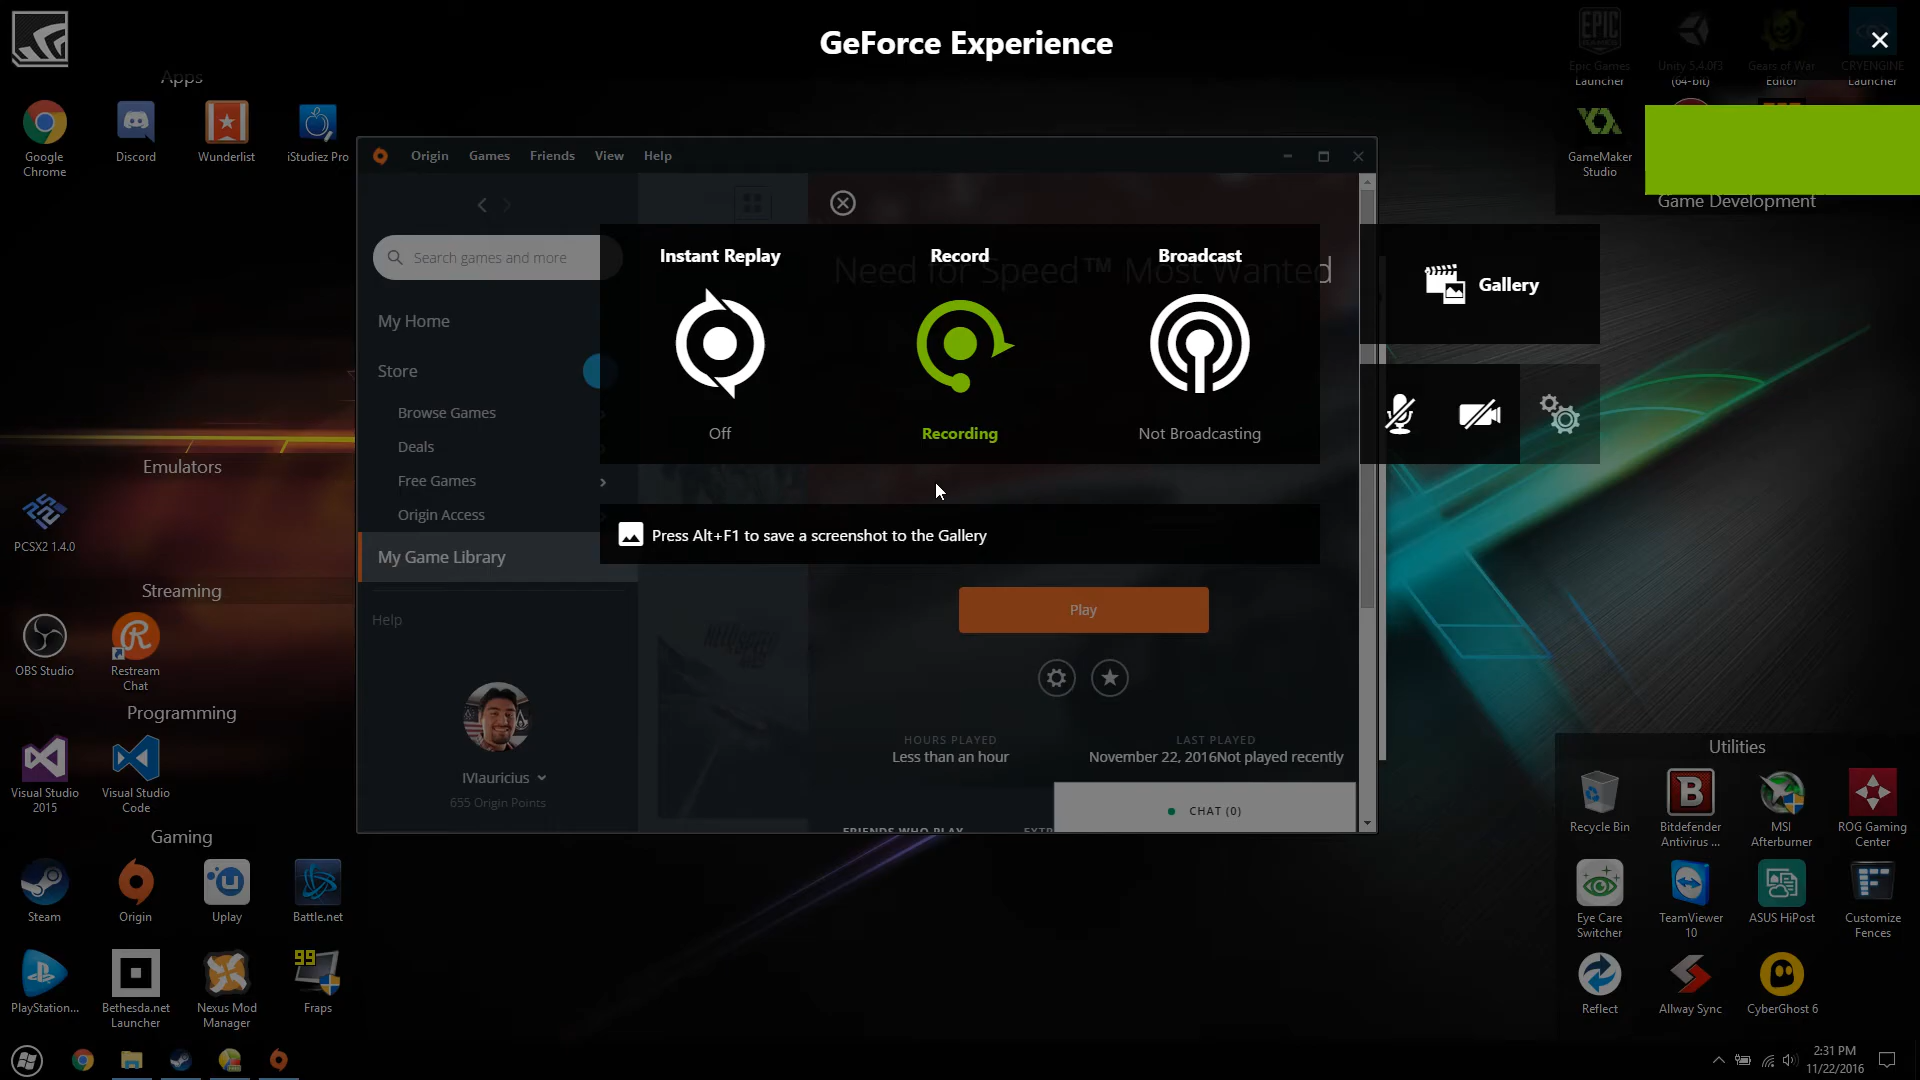 GeForce Experience
Apps
Google
Chrome
Discord
Wunderlist
iStudiez Pro
Epic Games
Launcher
Unity 5.4.0f3
(64-bit)
Gears of War
Editor
CRYENGINE
Launcher
GameMaker
Studio
Game Development
Origin
Games
Friends
View
Help
Search games and more
My Home
Store
Browse Games
Deals
Free Games
Origin Access
My Game Library
Help
IVIauricius
655 Origin Points
Need for Speed™ Most Wanted
Instant Replay
Off
Record
Recording
Broadcast
Not Broadcasting
Gallery
Press Alt+F1 to save a screenshot to the Gallery
Play
HOURS PLAYED
Less than an hour
LAST PLAYED
November 22, 2016Not played recently
FRIENDS WHO PLAY
CHAT (0)
Emulators
PCSX2 1.4.0
Streaming
OBS Studio
Restream
Chat
Programming
Visual Studio
2015
Visual Studio
Code
Gaming
Steam
Origin
Uplay
Battle.net
PlayStation...
Bethesda.net
Launcher
Nexus Mod
Manager
99
Fraps
Utilities
Recycle Bin
Bitdefender
Antivirus ...
MSI
Afterburner
ROG Gaming
Center
Eye Care
Switcher
TeamViewer
10
ASUS HiPost
Customize
Fences
Reflect
Allway Sync
CyberGhost 6
2:31 PM
11/22/2016